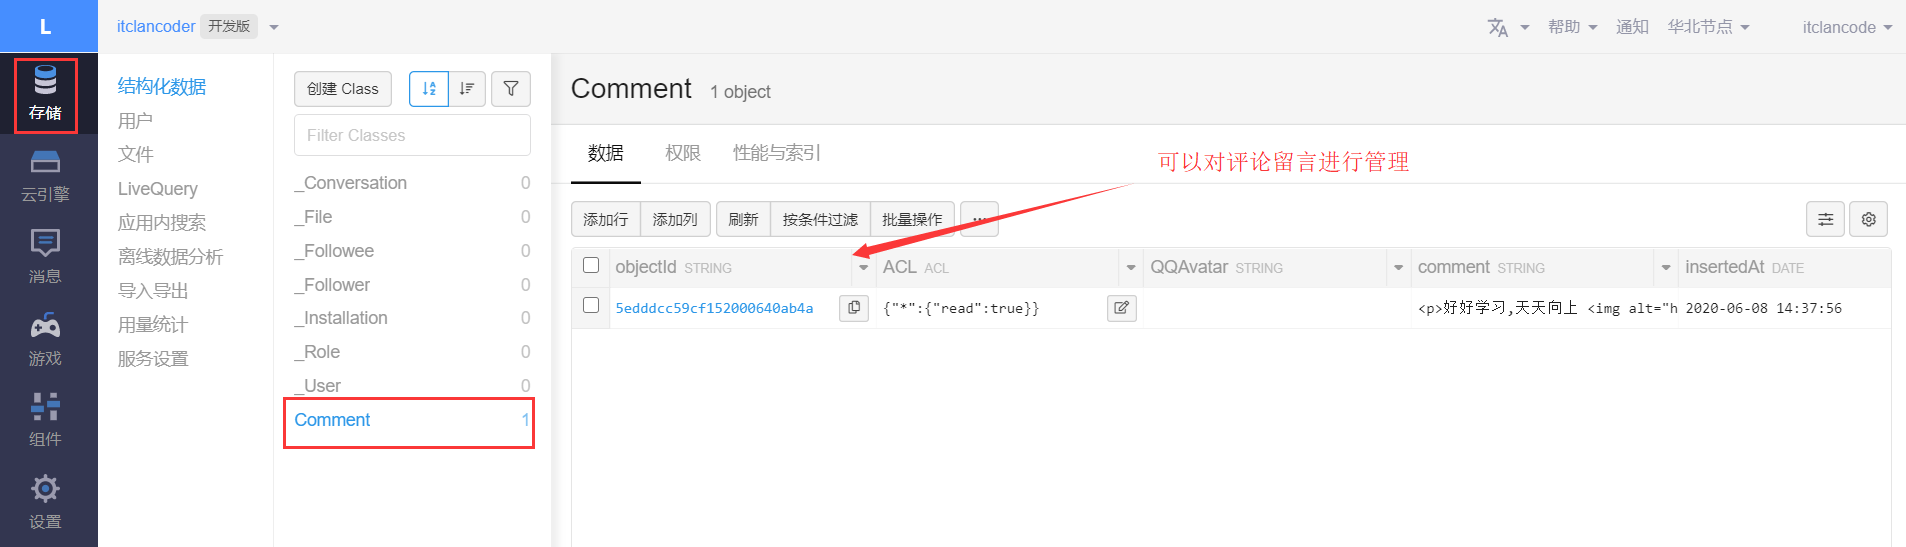 L
itclancoder 开发版
帮助
通知
华北节点
itclancode
存储
云引擎
消息
游戏
组件
设置
结构化数据
用户
文件
LiveQuery
应用内搜索
离线数据分析
导入导出
用量统计
服务设置
创建 Class
Filter Classes
_Conversation 0
_File 0
_Followee 0
_Follower 0
_Installation 0
_Role 0
_User 0
Comment 1
Comment 1 object
数据 权限 性能与索引
可以对评论留言进行管理
添加行 添加列 刷新 按条件过滤 批量操作 ...
objectId STRING ACL ACL QQAvatar STRING comment STRING insertedAt DATE
5edddcc59cf152000640ab4a {"*":{"read":true}} <p>好好学习,天天向上 <img alt="h 2020-06-08 14:37:56